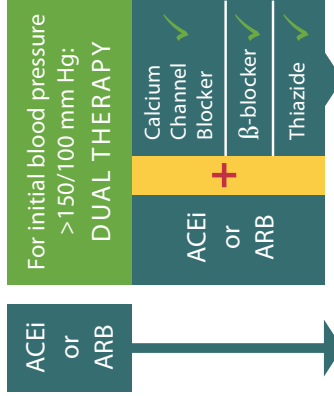 ACEi
or
ARB
For initial blood pressure
>150/100 mm Hg:
DUAL THERAPY
ACEi
or
ARB
+
Calcium
Channel
Blocker ✓
ß-blocker ✓
Thiazide ✓